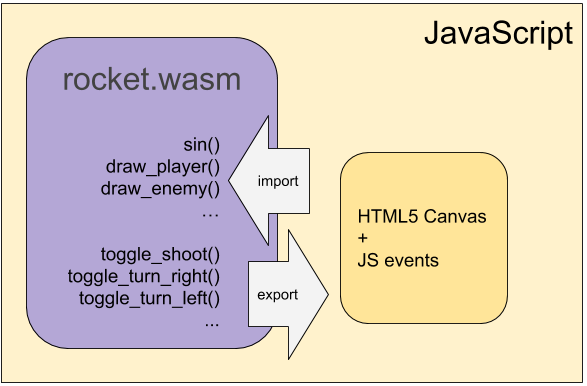 JavaScript
rocket.wasm
sin()
draw_player()
draw_enemy()
...
import
toggle_shoot()
toggle_turn_right()
toggle_turn_left()
...
export
HTML5 Canvas
+
JS events